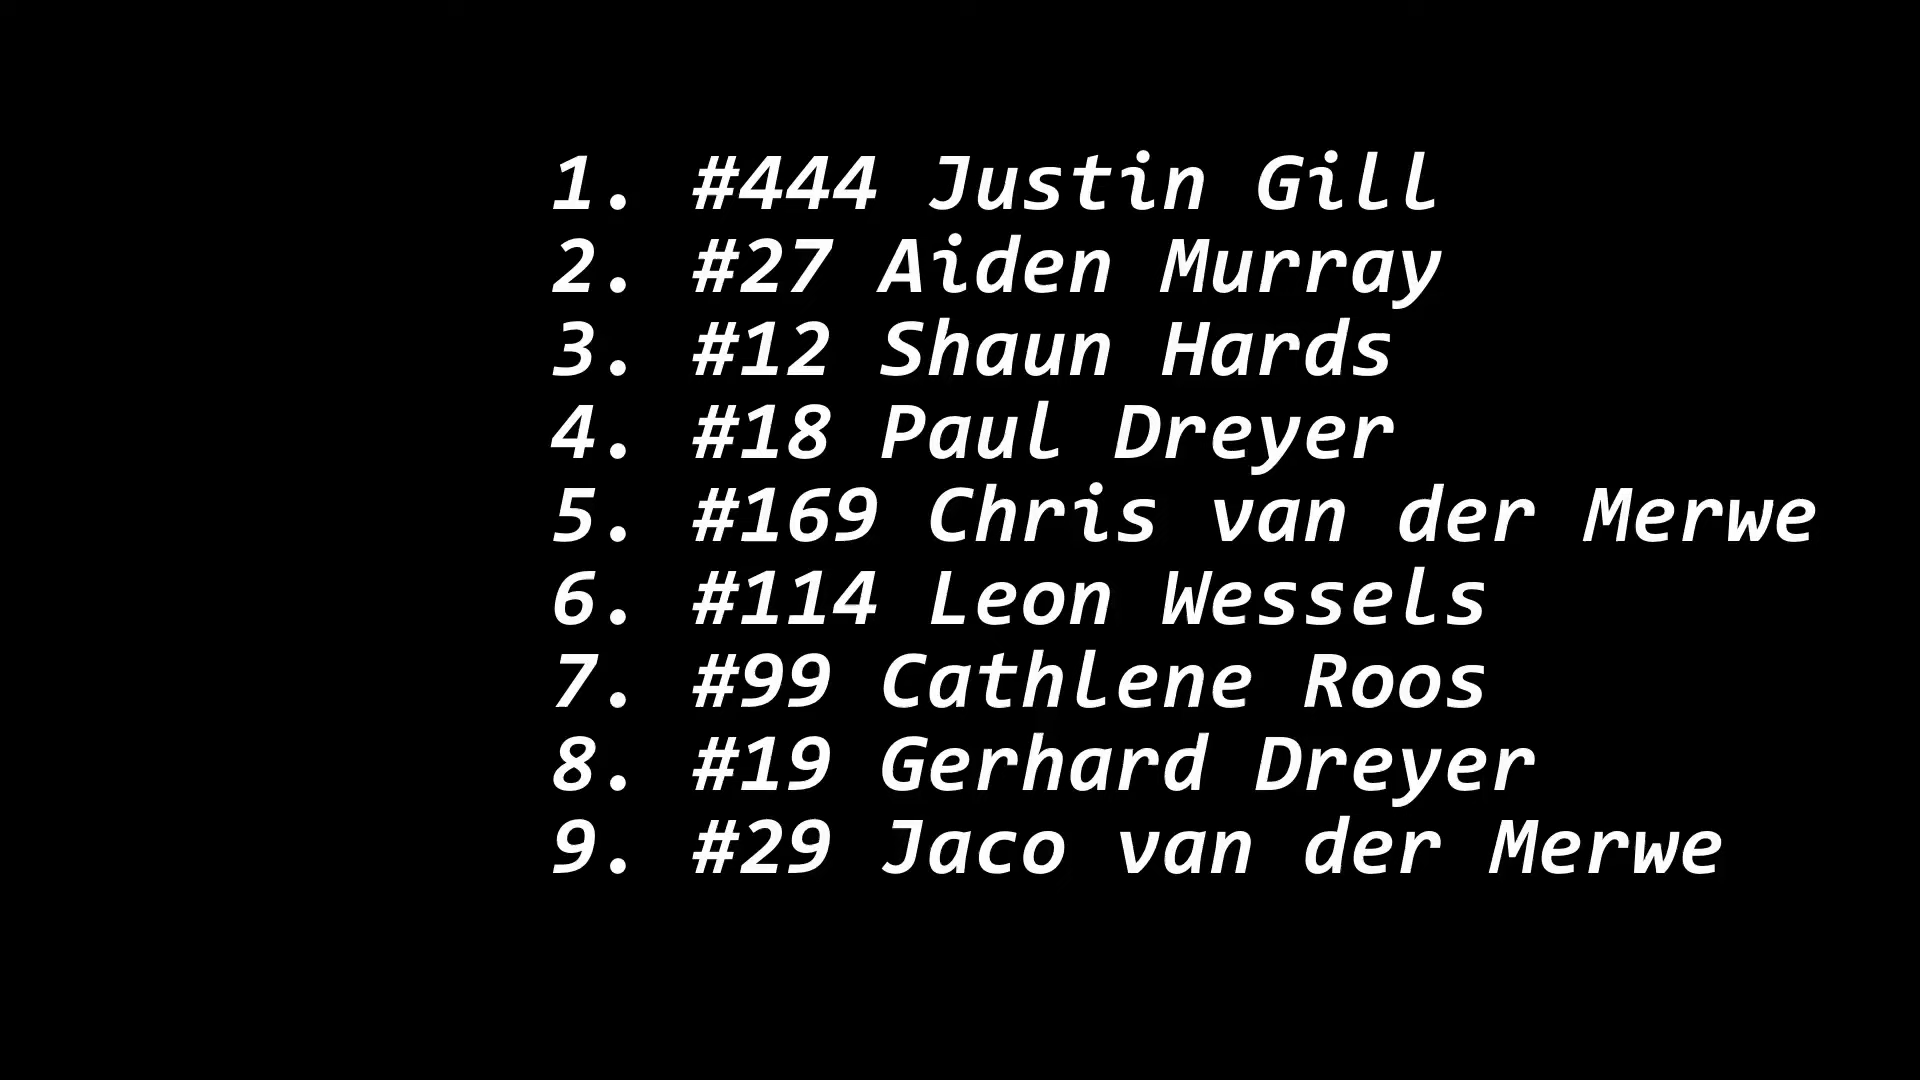 1. #444 Justin Gill
2. #27 Aiden Murray
3. #12 Shaun Hards
4. #18 Paul Dreyer
5. #169 Chris van der Merwe
6. #114 Leon Wessels
7. #99 Cathlene Roos
8. #19 Gerhard Dreyer
9. #29 Jaco van der Merwe